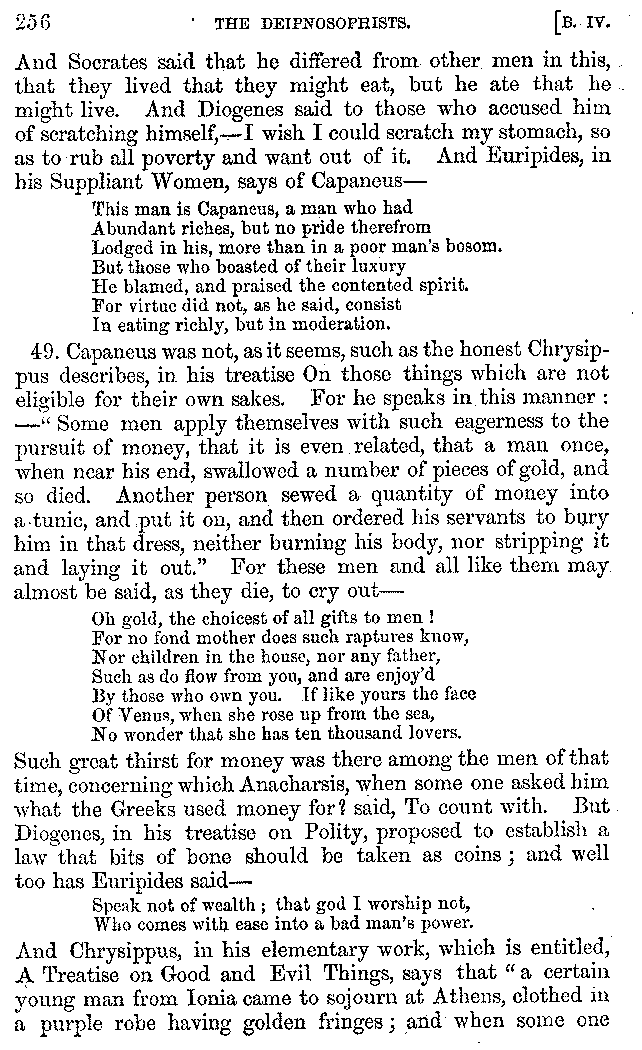 256 THE DEIPNOSOPHISTS. [B. IV.
And Socrates said that he differed from other men in this,
that they lived that they might eat, but he ate that he
might live. And Diogenes said to those who accused him
of scratching himself,—I wish I could scratch my stomach, so
as to rub all poverty and want out of it. And Euripides, in
his Suppliant Women, says of Capaneus—
This man is Capaneus, a man who had
Abundant riches, but no pride therefrom
Lodged in his, more than in a poor man's bosom.
But those who boasted of their luxury
He blamed, and praised the contented spirit.
For virtue did not, as he said, consist
In eating richly, but in moderation.
49. Capaneus was not, as it seems, such as the honest Chrysip-
pus describes, in his treatise On those things which are not
eligible for their own sakes. For he speaks in this manner :
—“ Some men apply themselves with such eagerness to the
pursuit of money, that it is even related, that a man once,
when near his end, swallowed a number of pieces of gold, and
so died. Another person sewed a quantity of money into
a tunic, and put it on, and then ordered his servants to bury
him in that dress, neither burning his body, nor stripping it
and laying it out.” For these men and all like them may
almost be said, as they die, to cry out—
Oh gold, the choicest of all gifts to men !
For no fond mother does such raptures know,
Nor children in the house, nor any father,
Such as do flow from you, and are enjoy'd
By those who own you. If like yours the face
Of Venus, when she rose up from the sea,
No wonder that she has ten thousand lovers.
Such great thirst for money was there among the men of that
time, concerning which Anacharsis, when some one asked him
what the Greeks used money for? said, To count with. But
Diogenes, in his treatise on Polity, proposed to establish a
law that bits of bone should be taken as coins ; and well
too has Euripides said—
Speak not of wealth ; that god I worship not,
Who comes with ease into a bad man's power.
And Chrysippus, in his elementary work, which is entitled,
A Treatise on Good and Evil Things, says that “ a certain
young man from Ionia came to sojourn at Athens, clothed in
a purple robe having golden fringes ; and when some one